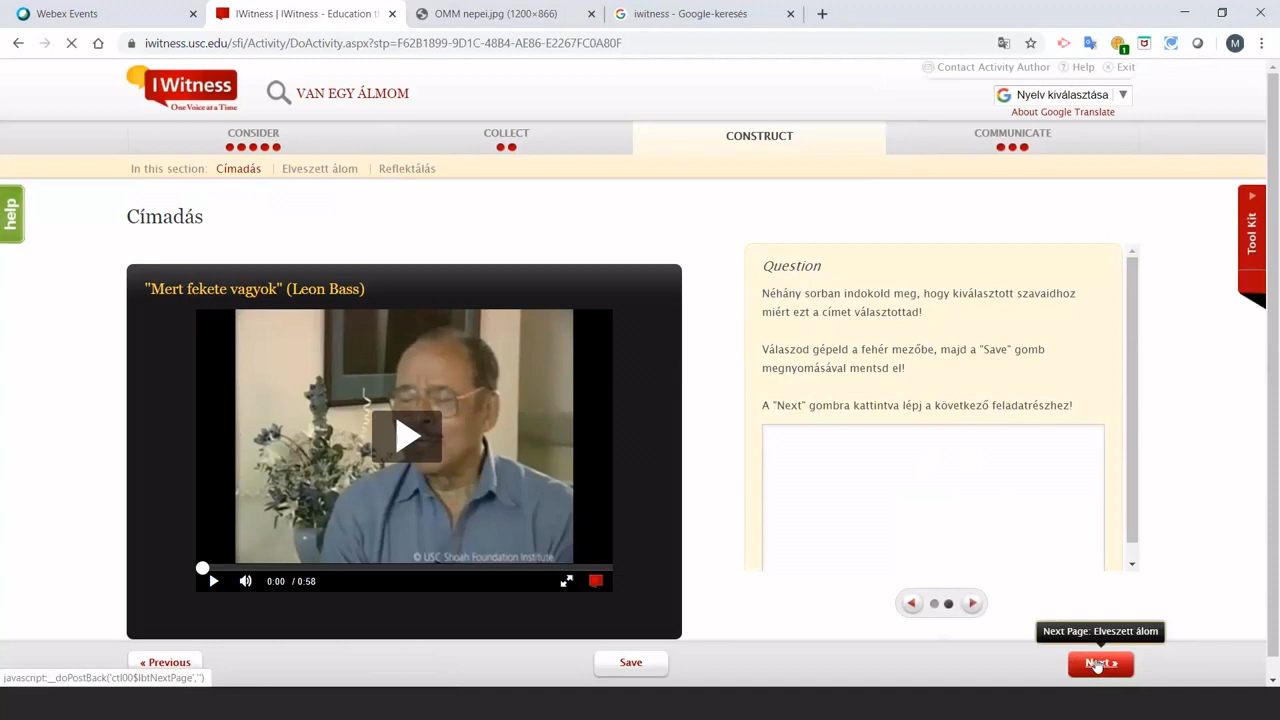 Webex Events
IWitness | IWitness - Education t
OMM nepei.jpg (1200×866)
iwitness - Google-keresés
iwitness.usc.edu/sfi/Activity/DoActivity.aspx?stp=F62B1899-9D1C-48B4-AE86-E2267FC0A80F
1
M
Contact Activity Author
Help
Exit
IWitness
One Voice at a Time
VAN EGY ÁLMOM
Nyelv kiválasztása
About Google Translate
CONSIDER
COLLECT
CONSTRUCT
COMMUNICATE
In this section: Címadás | Elveszett álom | Reflektálás
help
Tool Kit
Címadás
"Mert fekete vagyok" (Leon Bass)
© USC Shoah Foundation Institute
0:00 / 0:58
Question
Néhány sorban indokold meg, hogy kiválasztott szavaidhoz
miért ezt a címet választottad!
Válaszod gépeld a fehér mezőbe, majd a "Save" gomb
megnyomásával mentsd el!
A "Next" gombra kattintva lépj a következő feladatrészhez!
Next Page: Elveszett álom
« Previous
Save
Next »
javascript:__doPostBack('ctl00$lbtNextPage','')